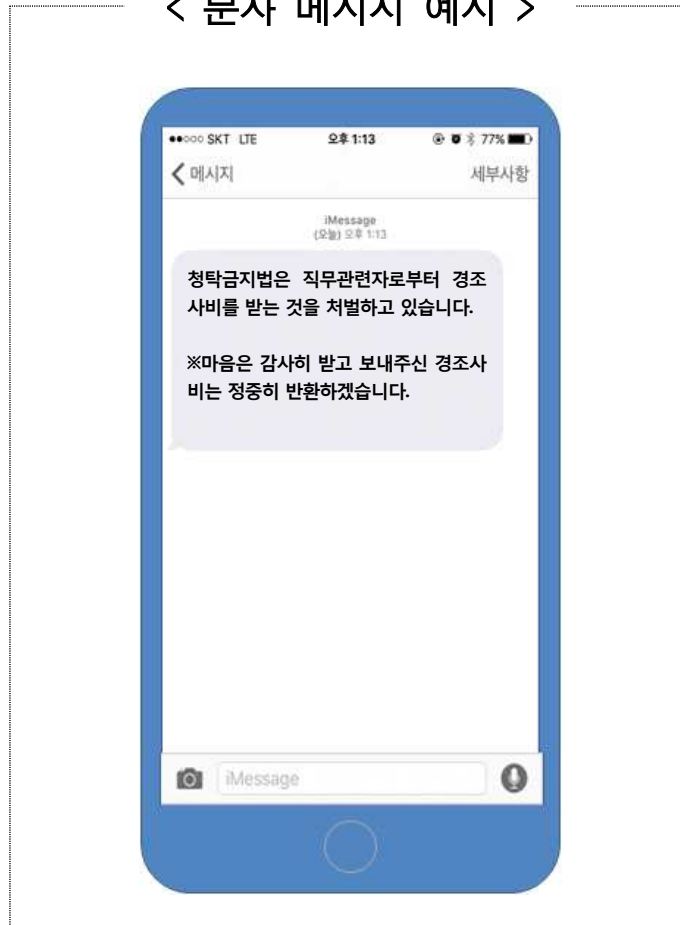 < 문자 메시지 예시 >
●●○○○ SKT LTE 오후 1:13 77%
메시지 세부사항
iMessage
(오늘) 오후 1:13
청탁금지법은 직무관련자로부터 경조
사비를 받는 것을 처벌하고 있습니다.
※마음은 감사히 받고 보내주신 경조사
비는 정중히 반환하겠습니다.
iMessage